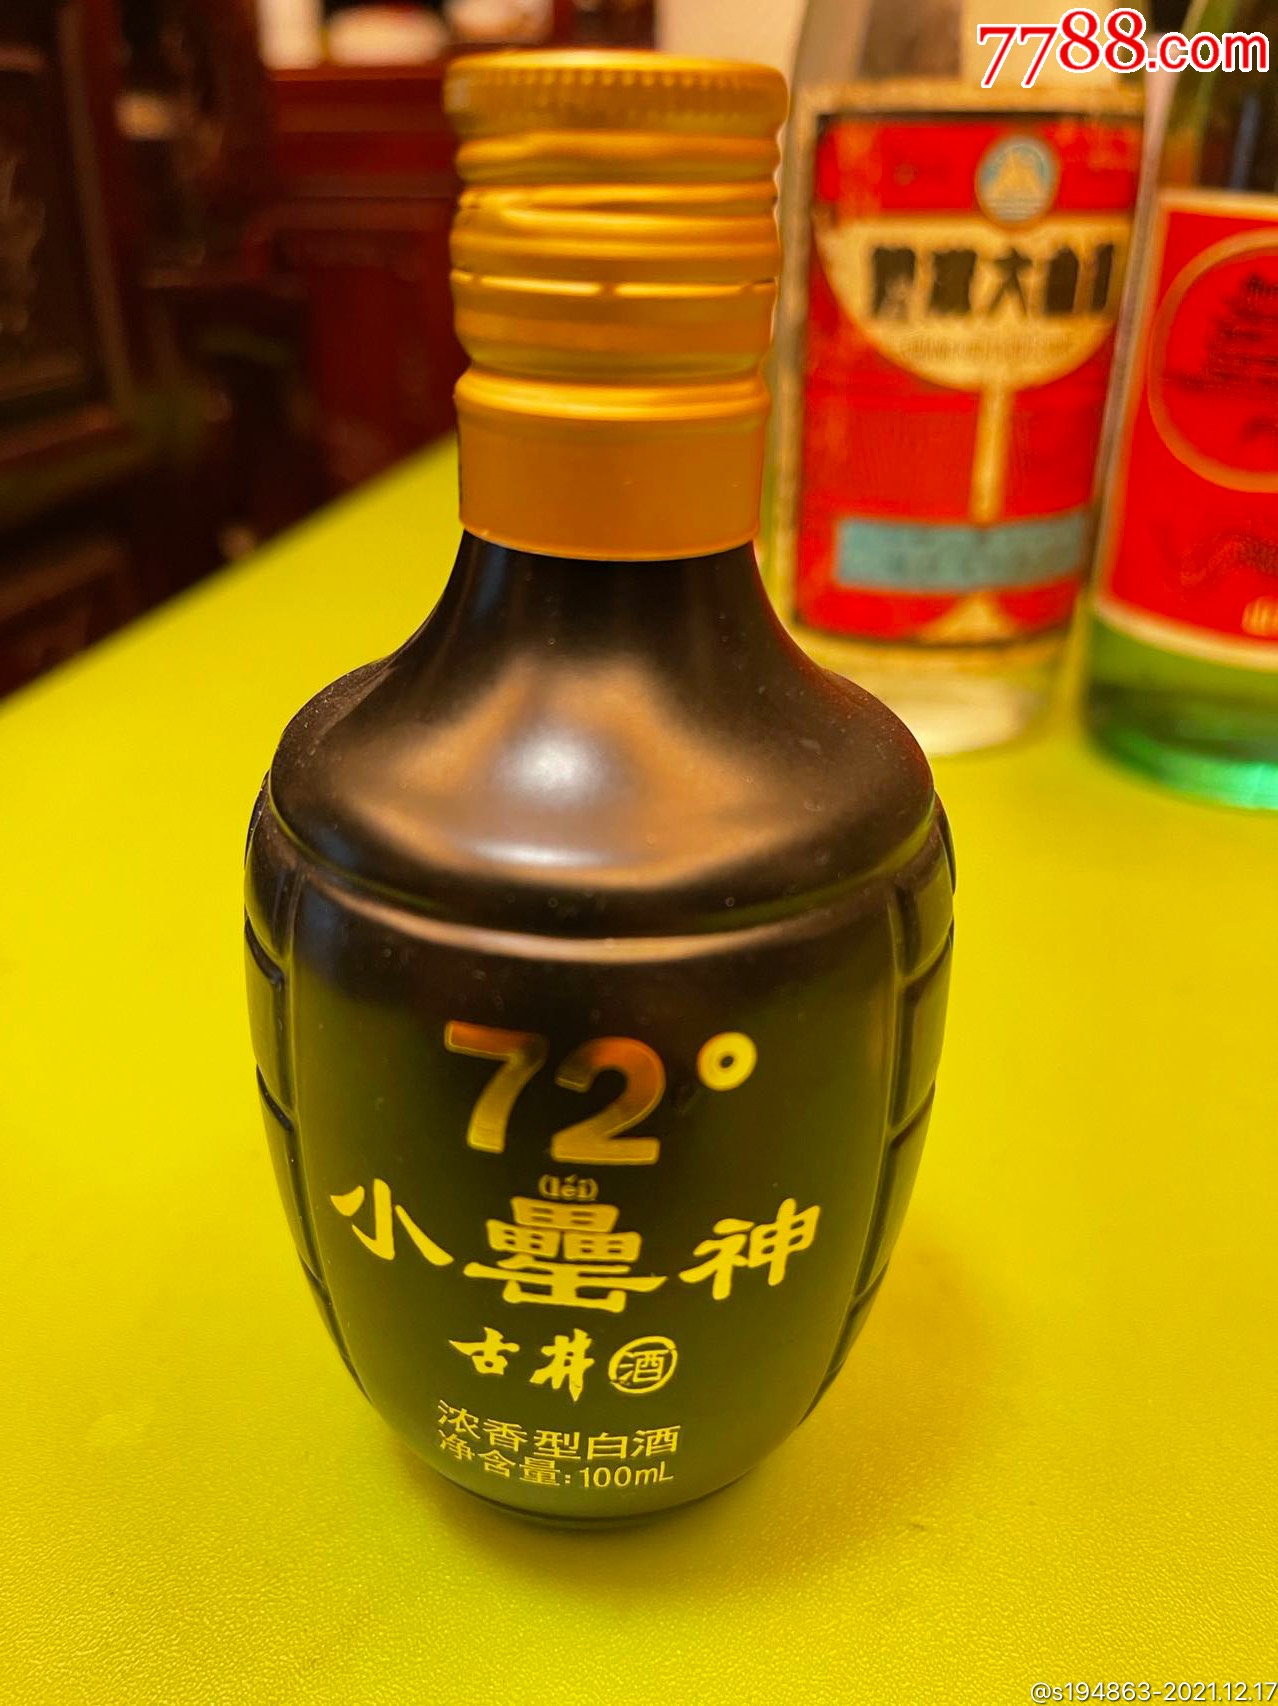 7788.com
72°
(léi)
小罍神
古井酒
浓香型白酒
净含量:100mL
@s194863-2021.12.17